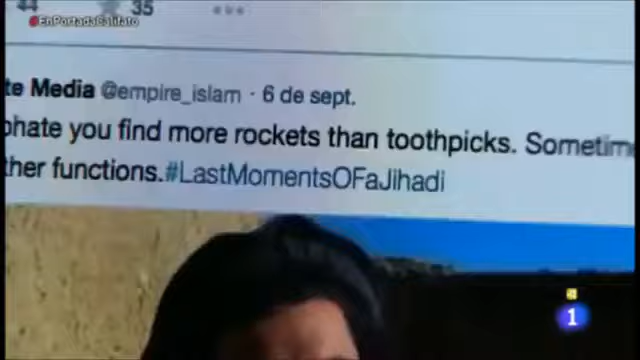 44 35
#EnPortadaCalifato
te Media @empire_islam · 6 de sept.
phate you find more rockets than toothpicks. Sometim
ther functions.#LastMomentsOFaJihadi
1